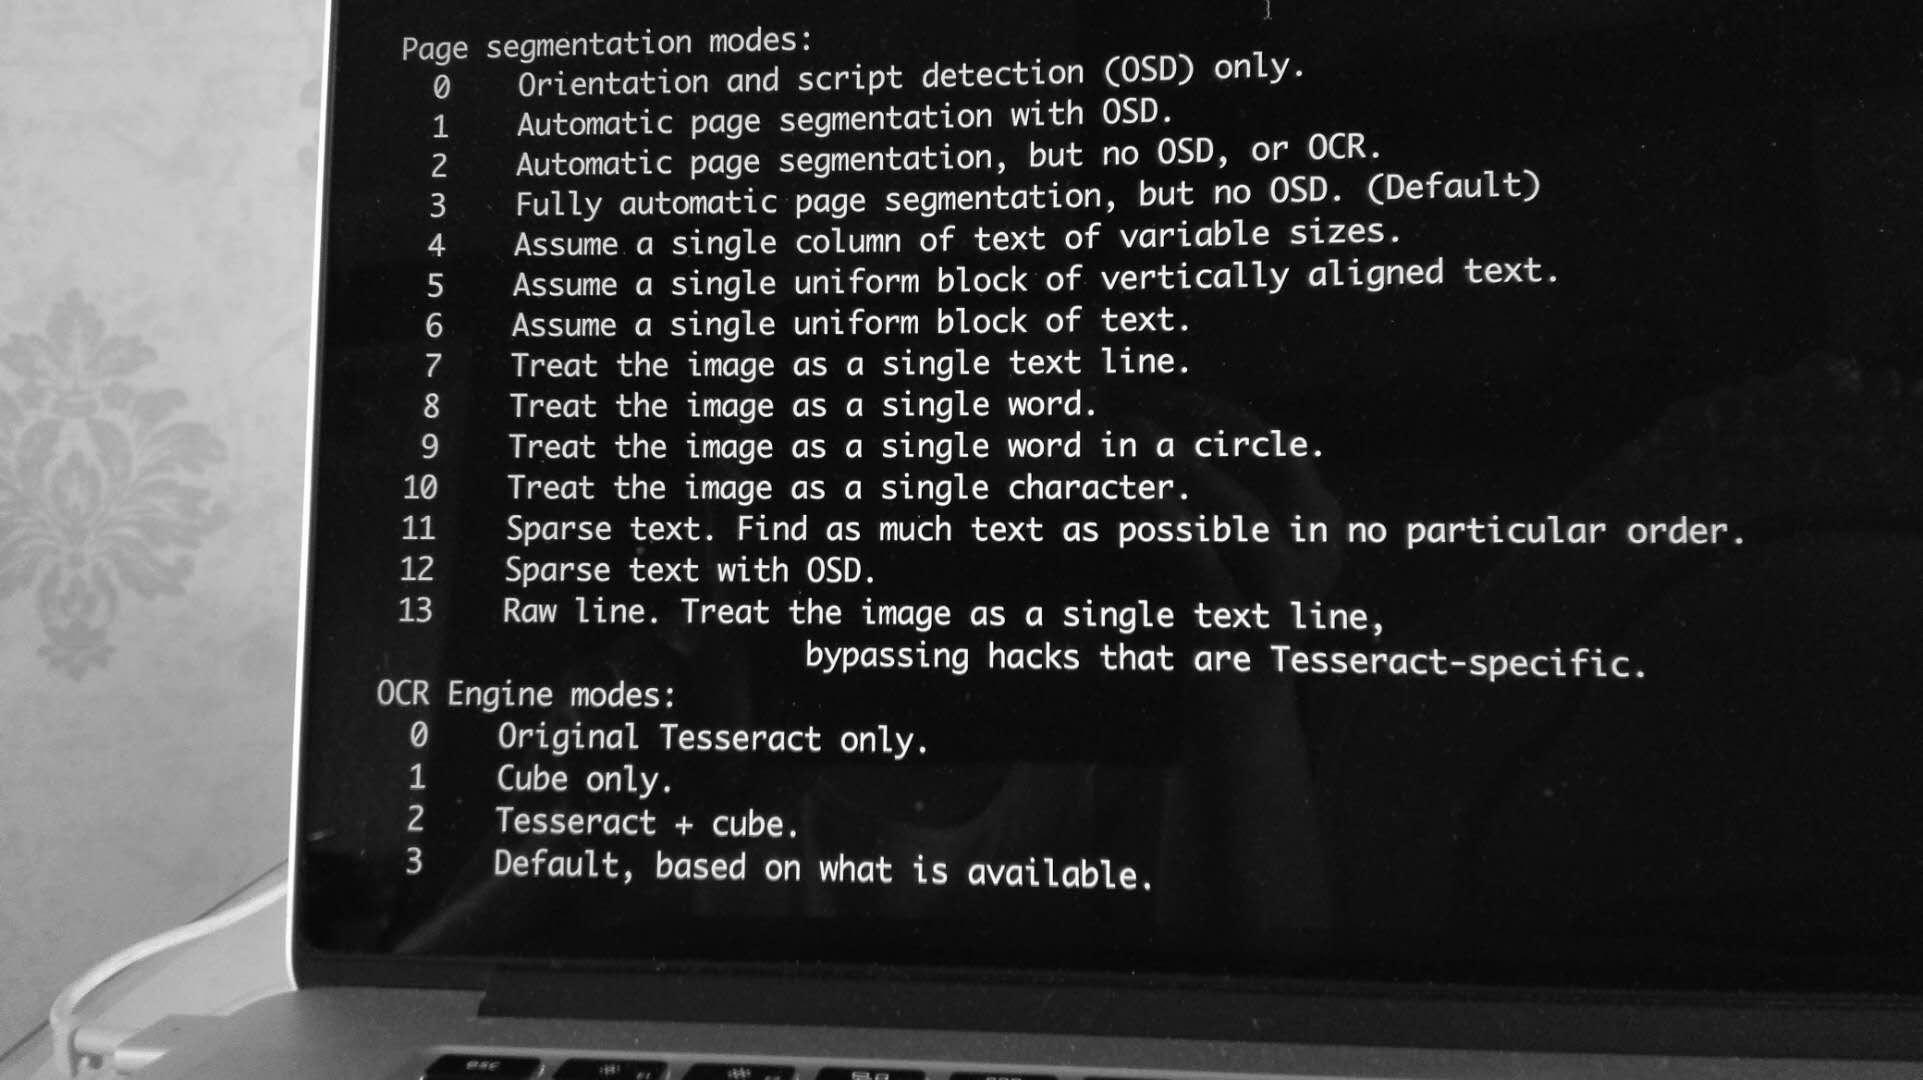 Page segmentation modes:
0 Orientation and script detection (OSD) only.
1 Automatic page segmentation with OSD.
2 Automatic page segmentation, but no OSD, or OCR.
3 Fully automatic page segmentation, but no OSD. (Default)
4 Assume a single column of text of variable sizes.
5 Assume a single uniform block of vertically aligned text.
6 Assume a single uniform block of text.
7 Treat the image as a single text line.
8 Treat the image as a single word.
9 Treat the image as a single word in a circle.
10 Treat the image as a single character.
11 Sparse text. Find as much text as possible in no particular order.
12 Sparse text with OSD.
13 Raw line. Treat the image as a single text line,
bypassing hacks that are Tesseract-specific.
OCR Engine modes:
0 Original Tesseract only.
1 Cube only.
2 Tesseract + cube.
3 Default, based on what is available.
esc